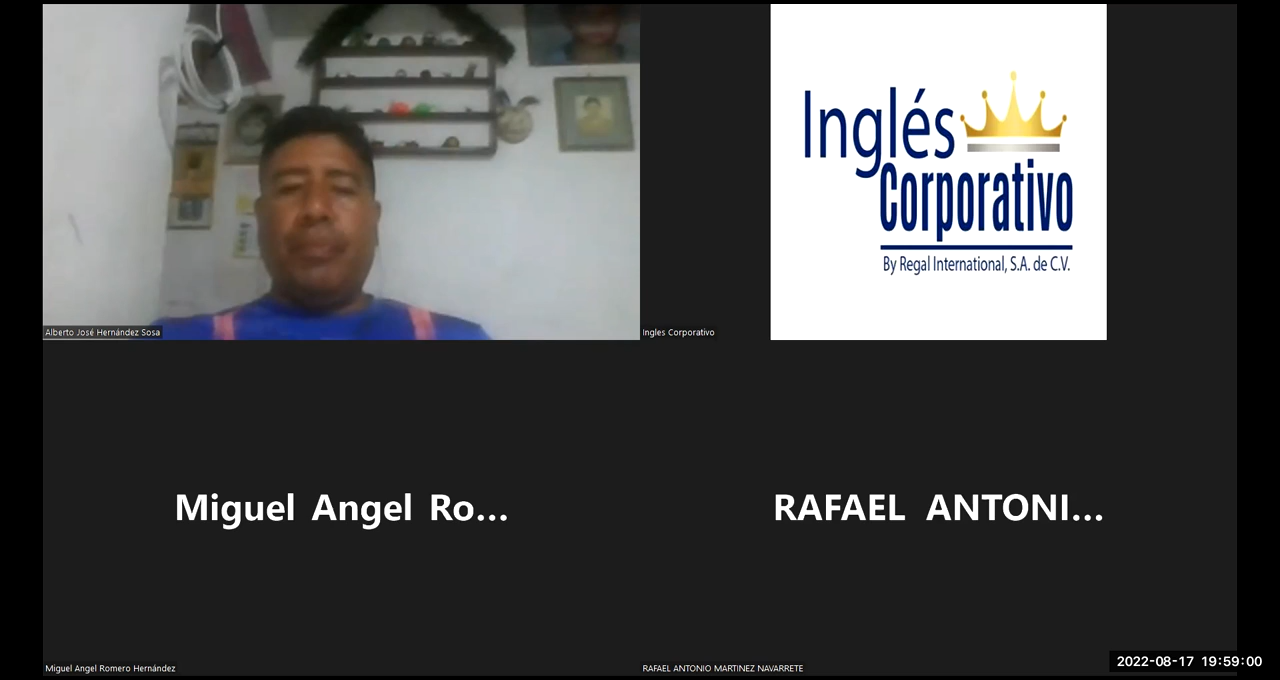 Inglés
Corporativo
By Regal International, S.A. de C.V.
Alberto José Hernández Sosa
Ingles Corporativo
Miguel Angel Ro...
RAFAEL ANTONI...
Miguel Angel Romero Hernández
RAFAEL ANTONIO MARTINEZ NAVARRETE
2022-08-17 19:59:00